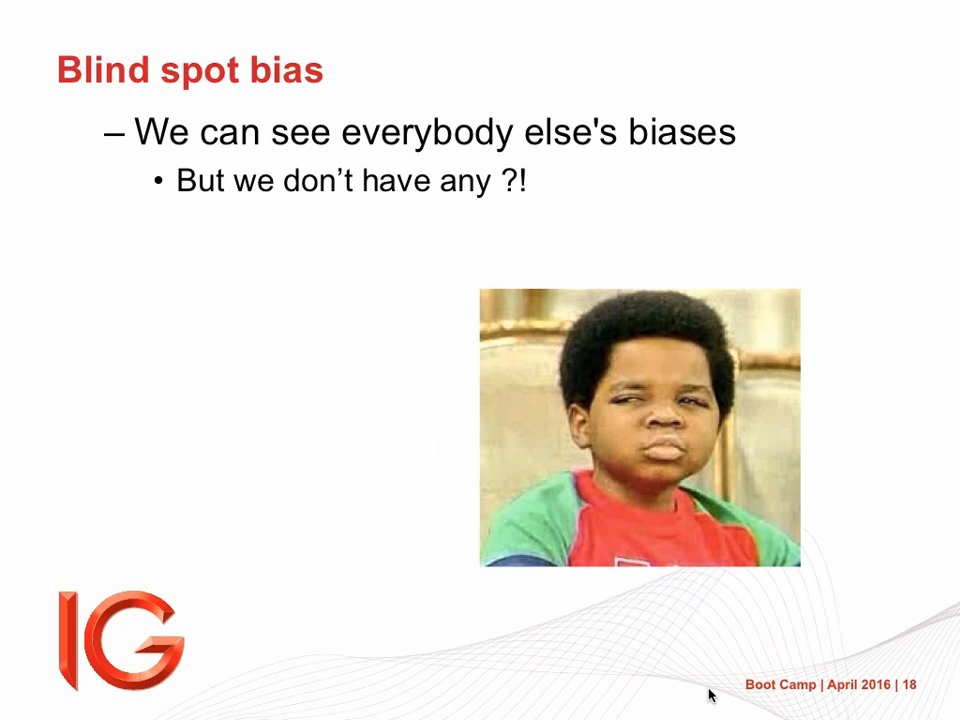 Blind spot bias
– We can see everybody else's biases
• But we don’t have any ?!
IG
Boot Camp | April 2016 | 18